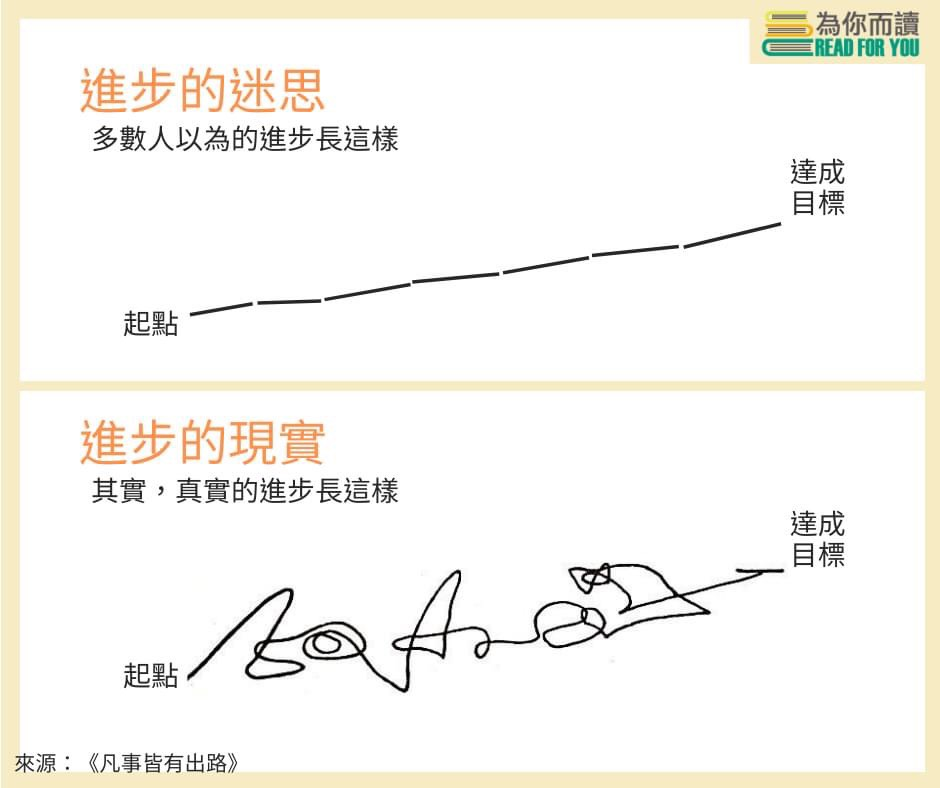 為你而讀
READ FOR YOU
進步的迷思
多數人以為的進步長這樣
達成
目標
起點
進步的現實
其實，真實的進步長這樣
達成
目標
起點
來源：《凡事皆有出路》